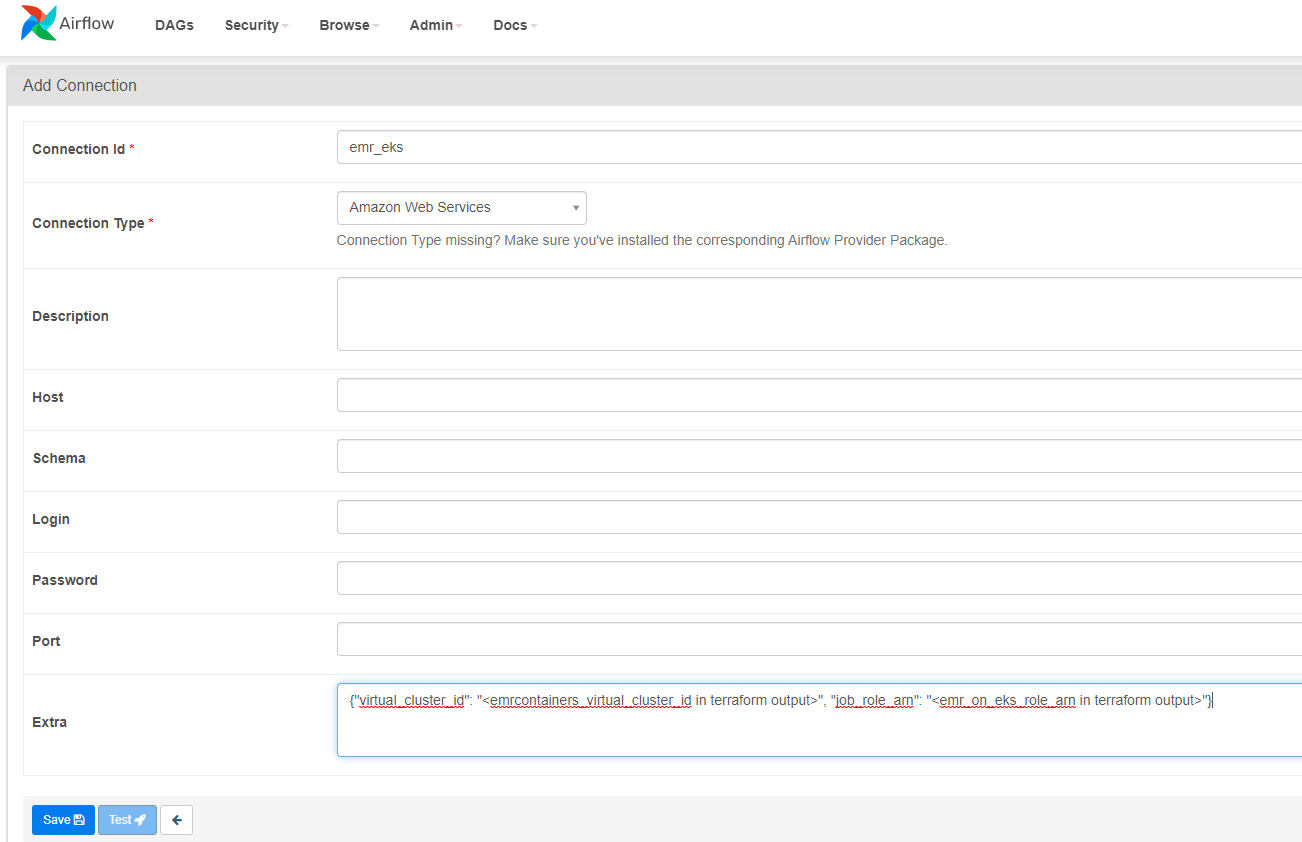 Airflow DAGs Security Browse Admin Docs
Add Connection
Connection Id *
emr_eks
Connection Type *
Amazon Web Services
Connection Type missing? Make sure you've installed the corresponding Airflow Provider Package.
Description
Host
Schema
Login
Password
Port
Extra
{"virtual_cluster_id": "<emrcontainers_virtual_cluster_id in terraform output>", "job_role_arn": "<emr_on_eks_role_arn in terraform output>"}
Save Test